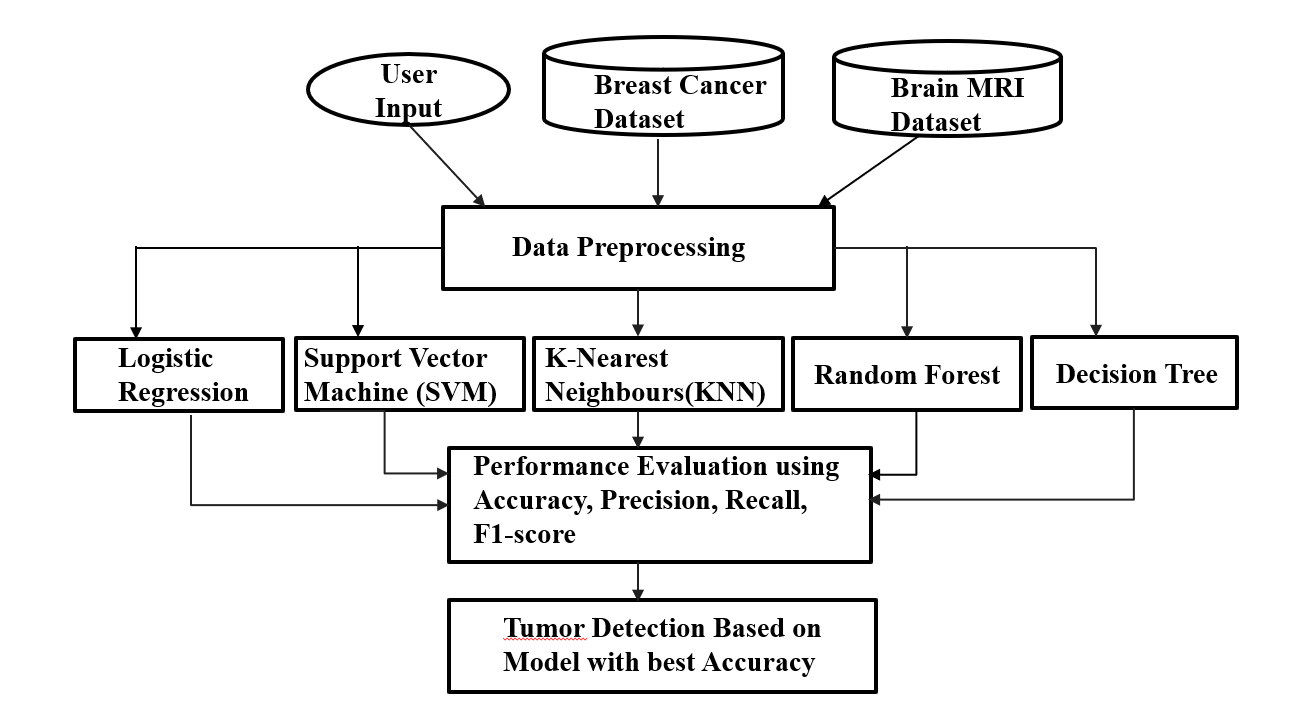 User
Input
Breast Cancer
Dataset
Brain MRI
Dataset
Data Preprocessing
Logistic
Regression
Support Vector
Machine (SVM)
K-Nearest
Neighbours(KNN)
Random Forest
Decision Tree
Performance Evaluation using
Accuracy, Precision, Recall,
F1-score
Tumor Detection Based on
Model with best Accuracy